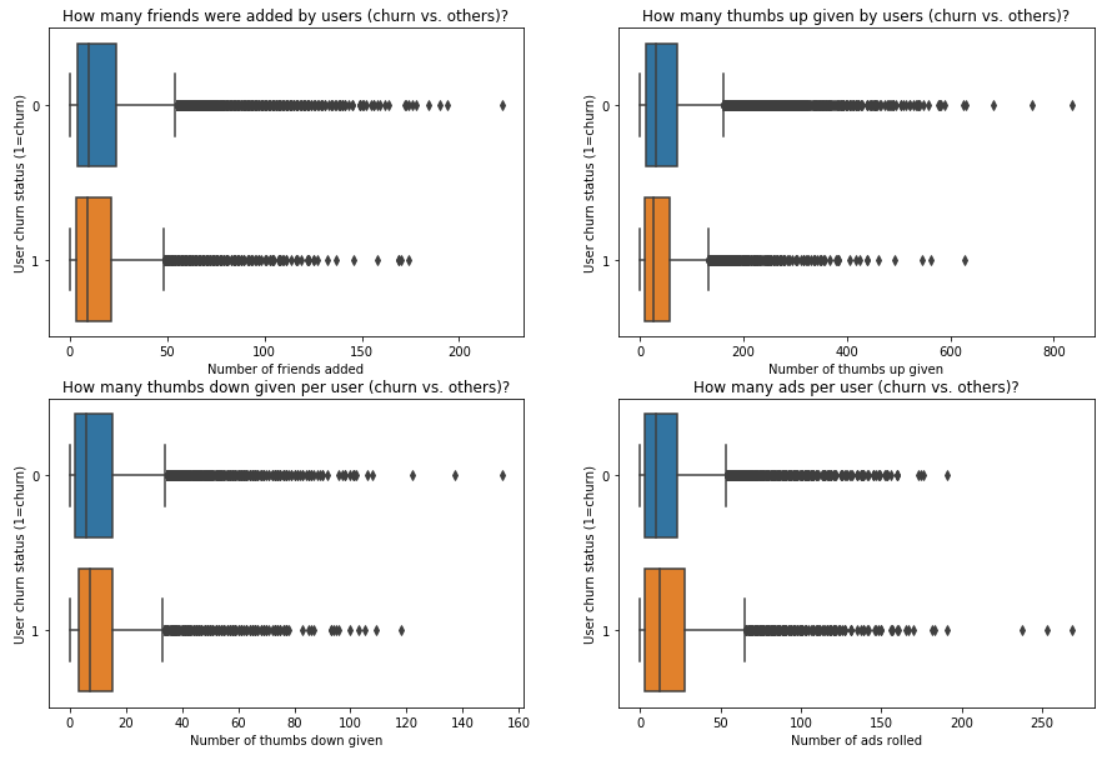 How many friends were added by users (churn vs. others)?
User churn status (1=churn)
0
1
0
50
100
150
200
Number of friends added
How many thumbs up given by users (churn vs. others)?
User churn status (1=churn)
0
1
0
200
400
600
800
Number of thumbs up given
How many thumbs down given per user (churn vs. others)?
User churn status (1=churn)
0
1
0
20
40
60
80
100
120
140
160
Number of thumbs down given
How many ads per user (churn vs. others)?
User churn status (1=churn)
0
1
0
50
100
150
200
250
Number of ads rolled